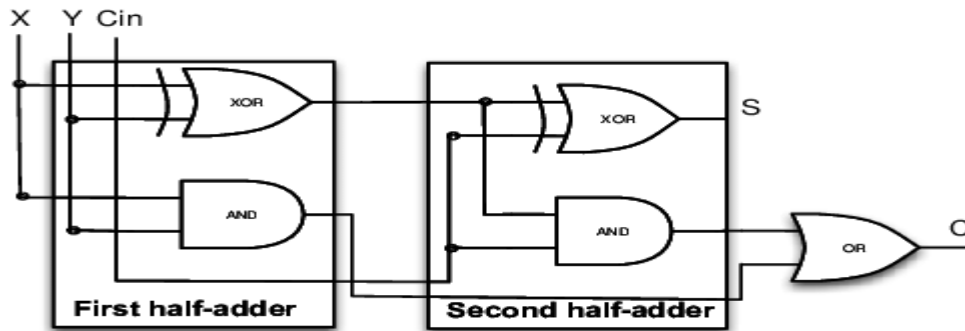 X Y Cin
XOR
XOR
S
AND
AND
OR
C
First half-adder
Second half-adder